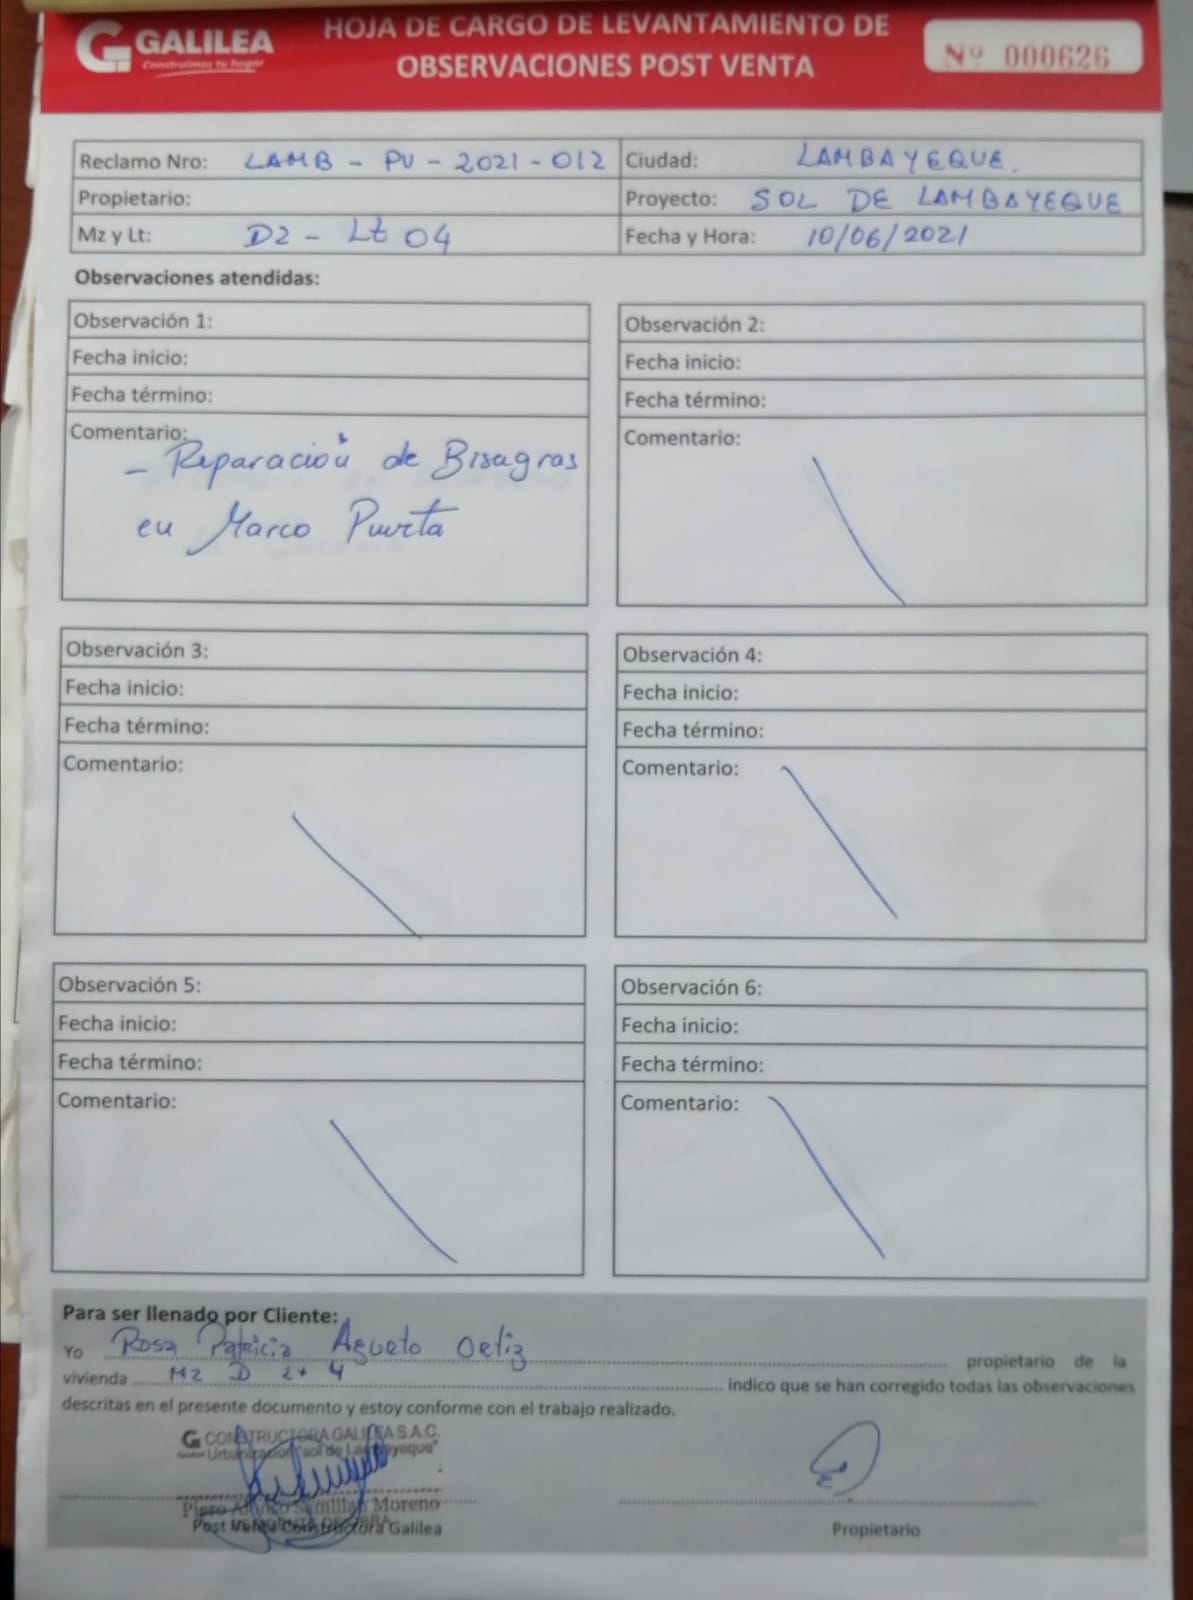 GALILEA
Construimos tu hogar
HOJA DE CARGO DE LEVANTAMIENTO DE
OBSERVACIONES POST VENTA
Nº 000626
Reclamo Nro: LAMB - PV - 2021 - 012
Ciudad: LAMBAYEQUE.
Propietario:
Proyecto: SOL DE LAMBAYEQUE
Mz y Lt: D2 - Lt 04
Fecha y Hora: 10/06/2021
Observaciones atendidas:
Observación 1:
Fecha inicio:
Fecha término:
Comentario:
- Reparación de Bisagras
en Marco Puerta
Observación 2:
Fecha inicio:
Fecha término:
Comentario:
Observación 3:
Fecha inicio:
Fecha término:
Comentario:
Observación 4:
Fecha inicio:
Fecha término:
Comentario:
Observación 5:
Fecha inicio:
Fecha término:
Comentario:
Observación 6:
Fecha inicio:
Fecha término:
Comentario:
Para ser llenado por Cliente:
Yo Rosa Patricia Agueto Ortiz propietario de la
vivienda Mz D Lt 4 indico que se han corregido todas las observaciones
descritas en el presente documento y estoy conforme con el trabajo realizado.
CONSTRUCTORA GALILEA S.A.C.
Urbanización "sol de Lambayeque"
Piero Moreno
Post Venta Constructora Galilea
Propietario